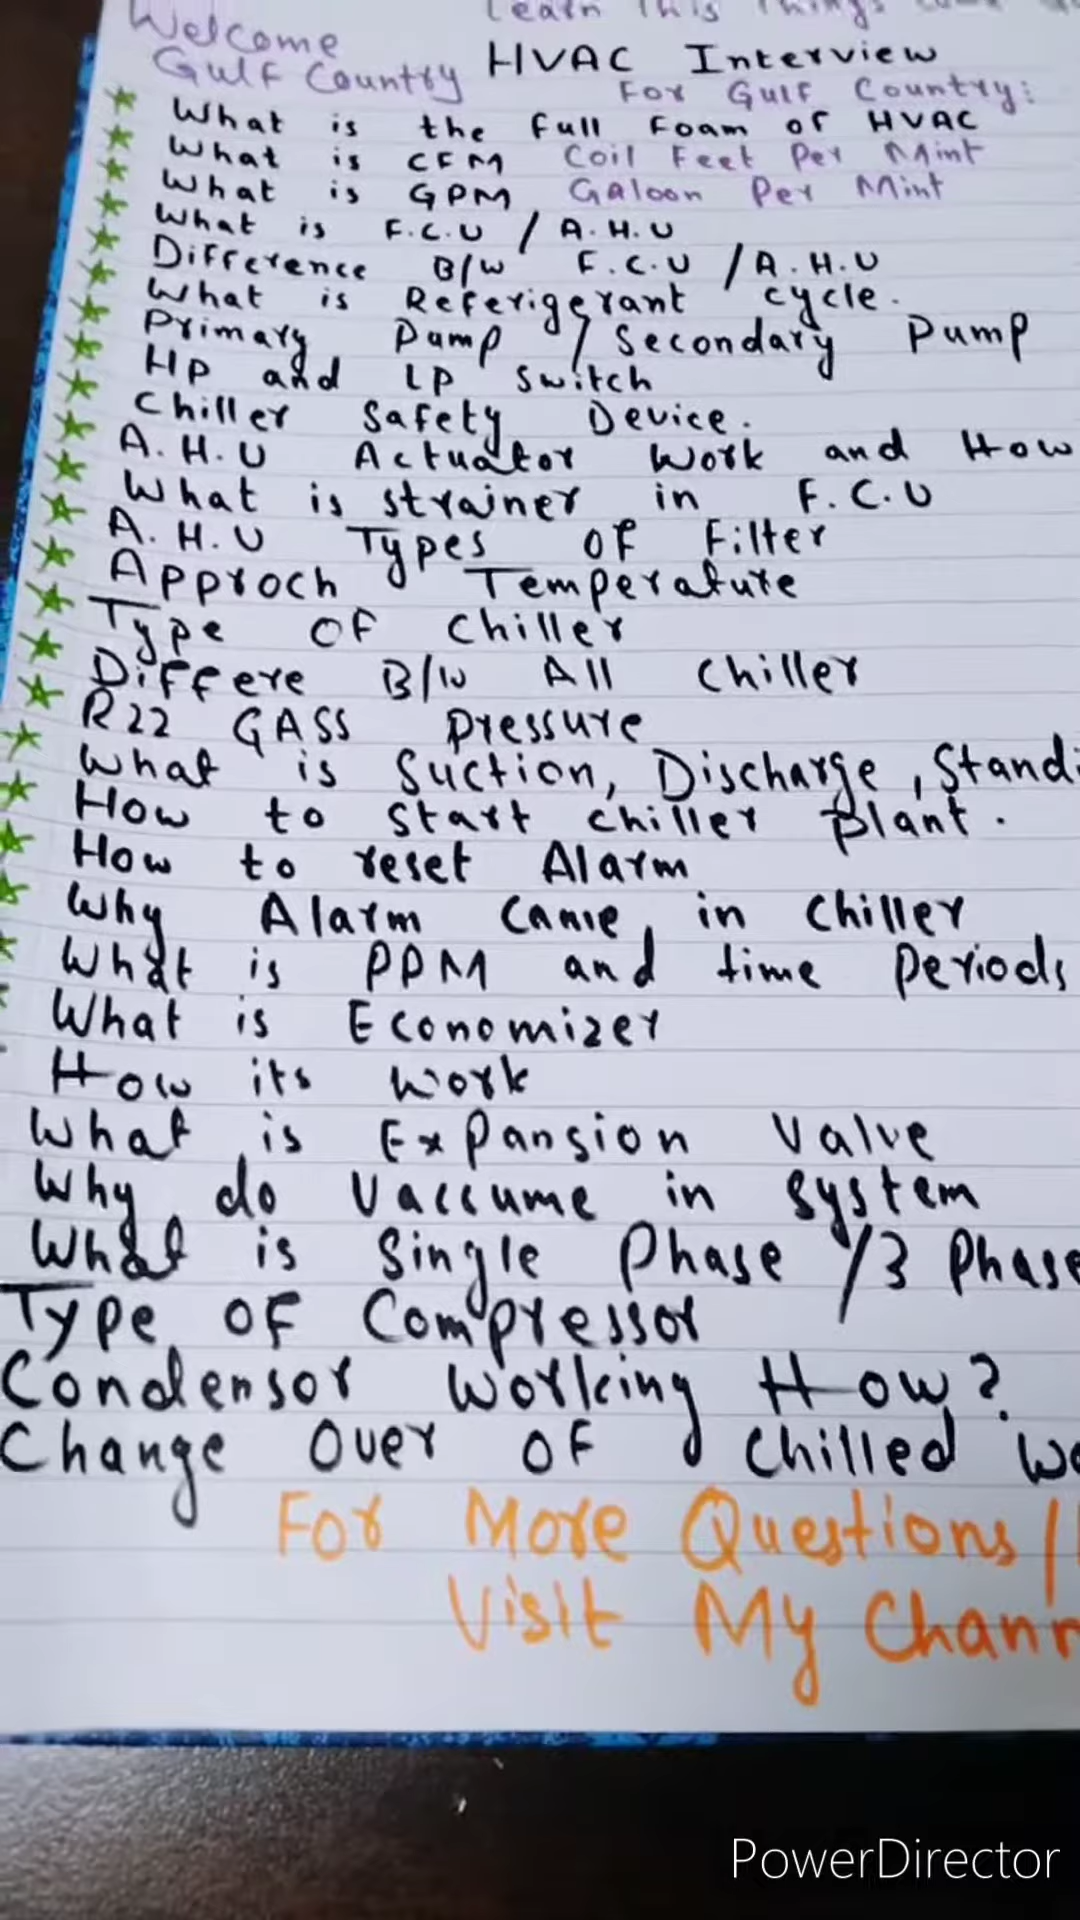 Learn This Things
Welcome
Gulf Country
HVAC Interview
For Gulf Country:
What is the full Foam of HVAC
What is CFM Coil Feet Per Mint
What is GPM Galoon Per Mint
What is F.C.U / A.H.U
Difference B/w F.C.U / A.H.U
What is Referigerant cycle.
Primary Pump / Secondary Pump
HP and LP Switch
Chiller Safety Device.
A.H.U Actuator Work and How
What is strainer in F.C.U
A.H.U Types of Filter
Approch Temperature
Type of Chiller
Differe B/w All Chiller
R22 GASS Pressure
What is Suction, Discharge, Standi
How to Start chiller plant.
How to reset Alarm
Why Alarm Came in chiller
What is PPM and time Periods
What is Economizer
How its work
What is Expansion Valve
Why do Vaccume in system
What is Single Phase / 3 Phase
Type of Compressor
Condensor Working How?
Change Over of Chilled
For More Questions /
Visit My Chann
PowerDirector